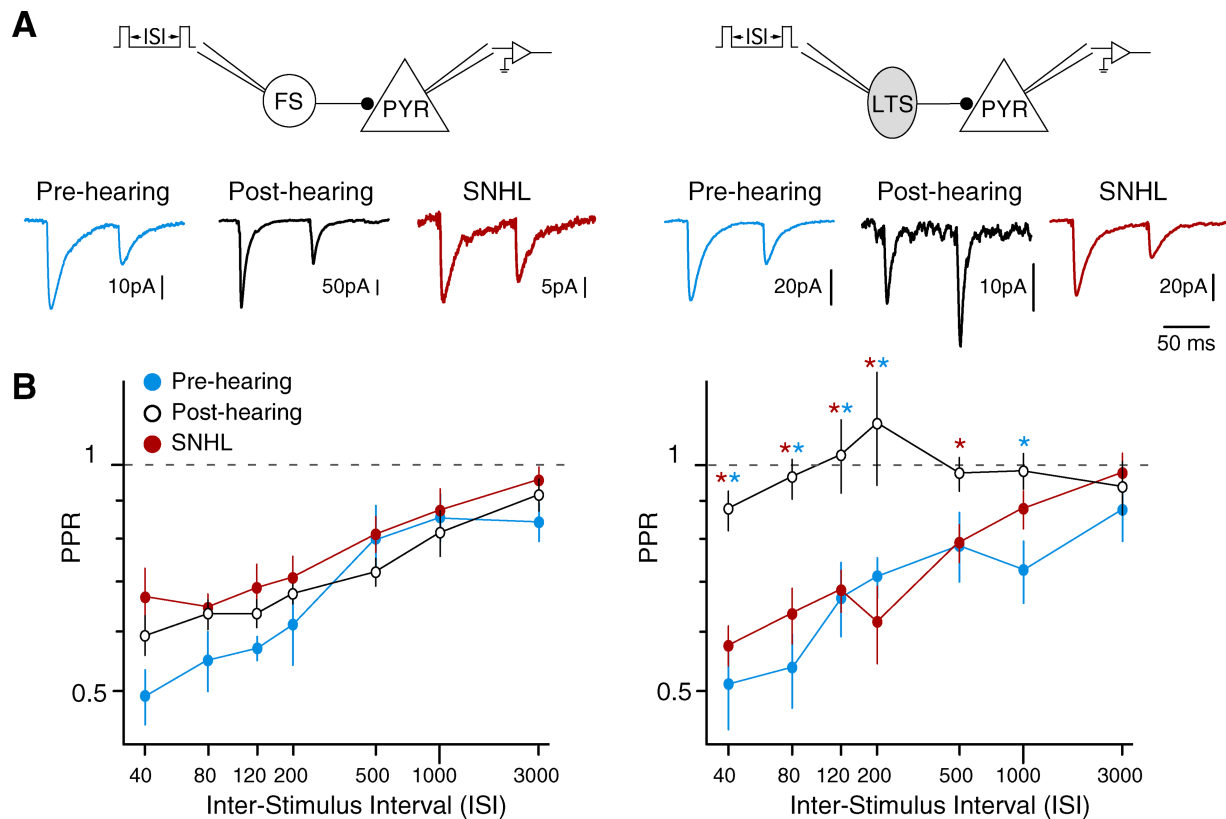 A
ISI
FS
PYR
ISI
LTS
PYR
Pre-hearing
Post-hearing
SNHL
Pre-hearing
Post-hearing
SNHL
10pA
50pA
5pA
20pA
10pA
20pA
50 ms
B
Pre-hearing
Post-hearing
SNHL
* *
* *
* *
* *
*
*
1
0.5
PPR
40 80 120 200 500 1000 3000
Inter-Stimulus Interval (ISI)
1
0.5
PPR
40 80 120 200 500 1000 3000
Inter-Stimulus Interval (ISI)